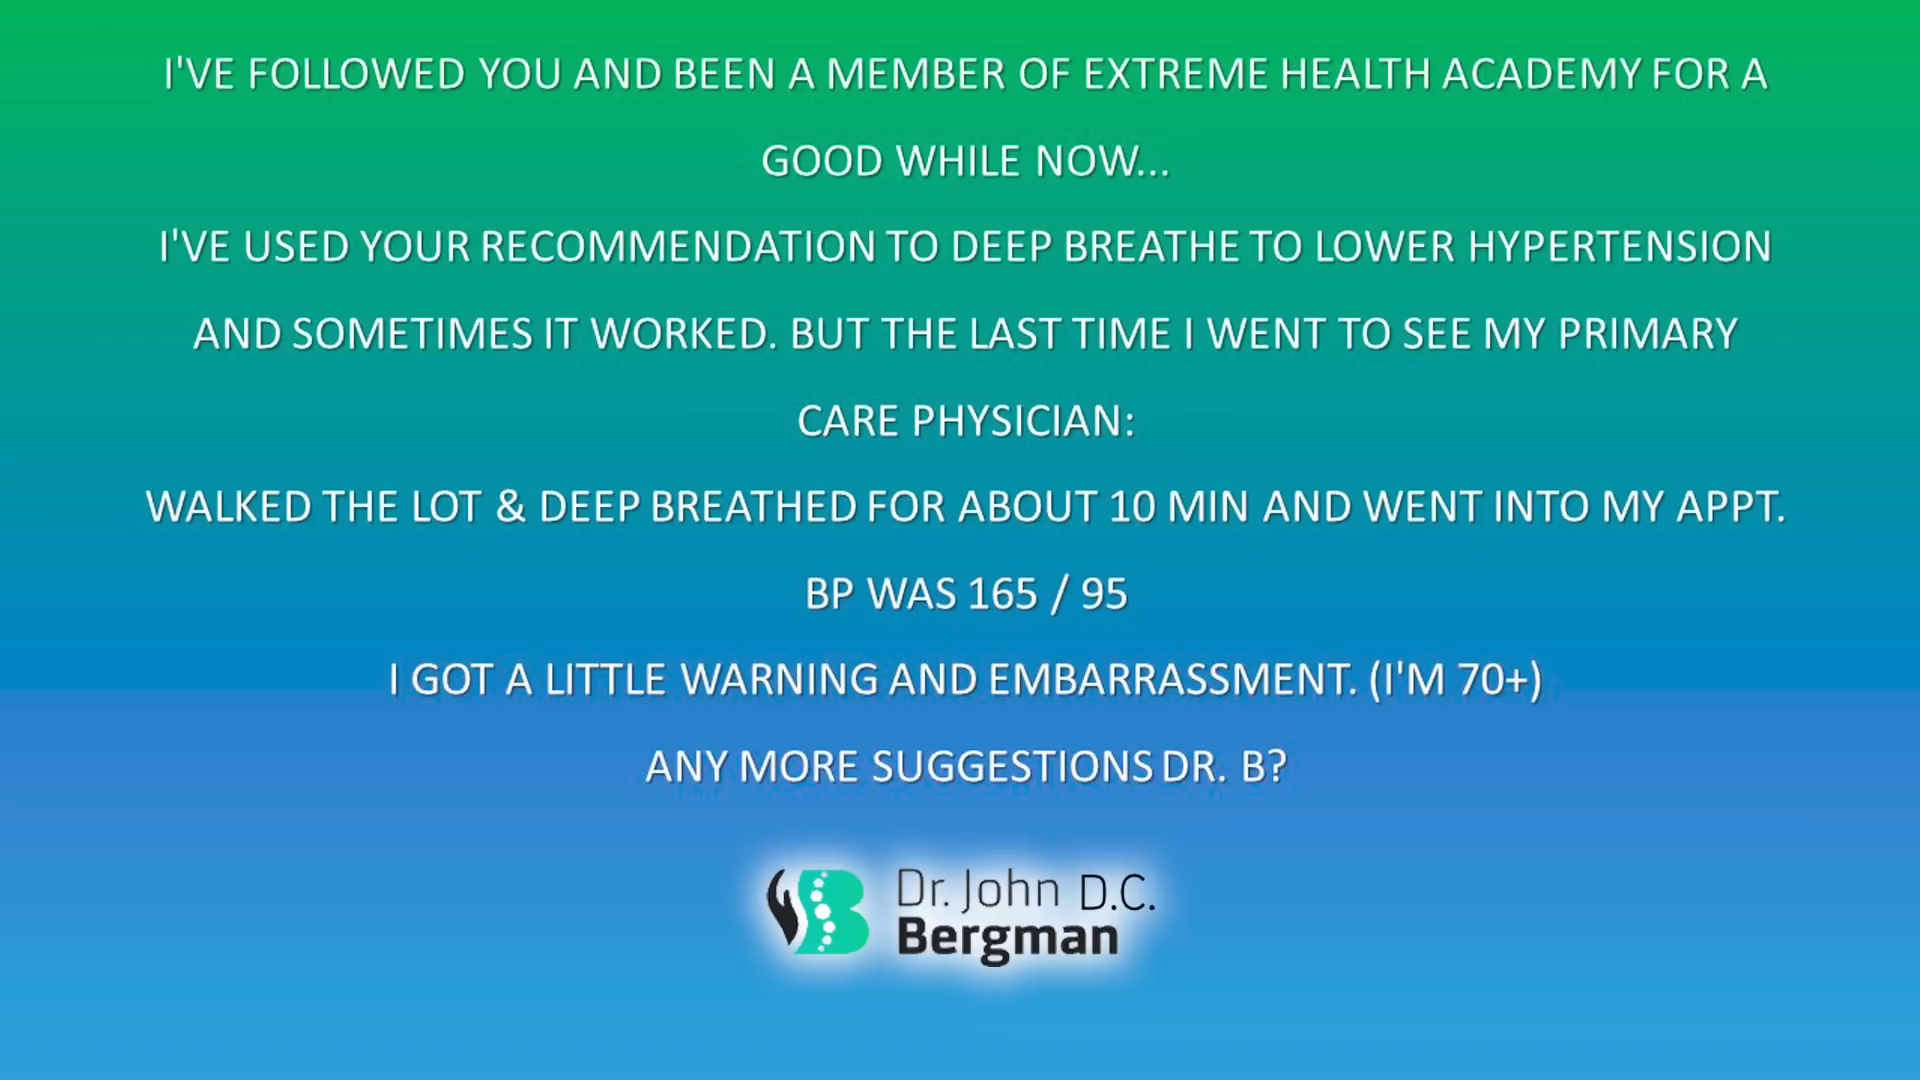 I'VE FOLLOWED YOU AND BEEN A MEMBER OF EXTREME HEALTH ACADEMY FOR A
GOOD WHILE NOW...
I'VE USED YOUR RECOMMENDATION TO DEEP BREATHE TO LOWER HYPERTENSION
AND SOMETIMES IT WORKED. BUT THE LAST TIME I WENT TO SEE MY PRIMARY
CARE PHYSICIAN:
WALKED THE LOT & DEEP BREATHED FOR ABOUT 10 MIN AND WENT INTO MY APPT.
BP WAS 165 / 95
I GOT A LITTLE WARNING AND EMBARRASSMENT. (I'M 70+)
ANY MORE SUGGESTIONS DR. B?
Dr. John D.C.
Bergman